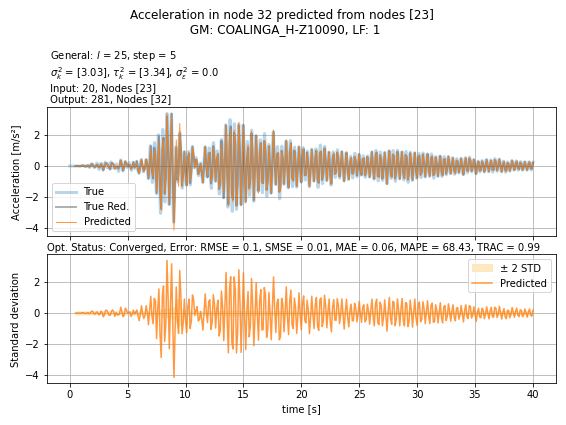 Acceleration in node 32 predicted from nodes [23]
GM: COALINGA_H-Z10090, LF: 1
General: l = 25, step = 5
σ²ₖ = [3.03], τ²ₖ = [3.34], σ²ε = 0.0
Input: 20, Nodes [23]
Output: 281, Nodes [32]
Acceleration [m/s²]
2
0
−2
−4
True
True Red.
Predicted
Opt. Status: Converged, Error: RMSE = 0.1, SMSE = 0.01, MAE = 0.06, MAPE = 68.43, TRAC = 0.99
Standard deviation
2
0
−2
−4
± 2 STD
Predicted
0 5 10 15 20 25 30 35 40
time [s]